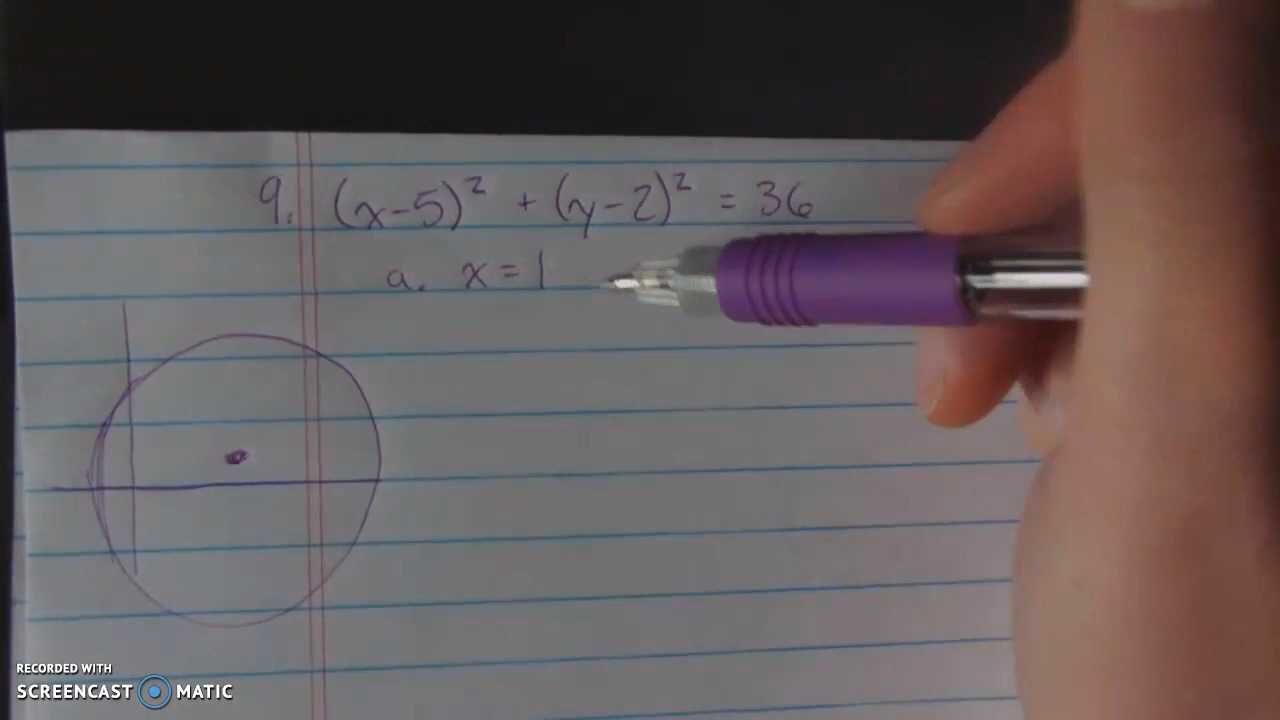 9. (x-5)² + (y-2)² = 36
a. x = 1
RECORDED WITH
SCREENCAST MATIC